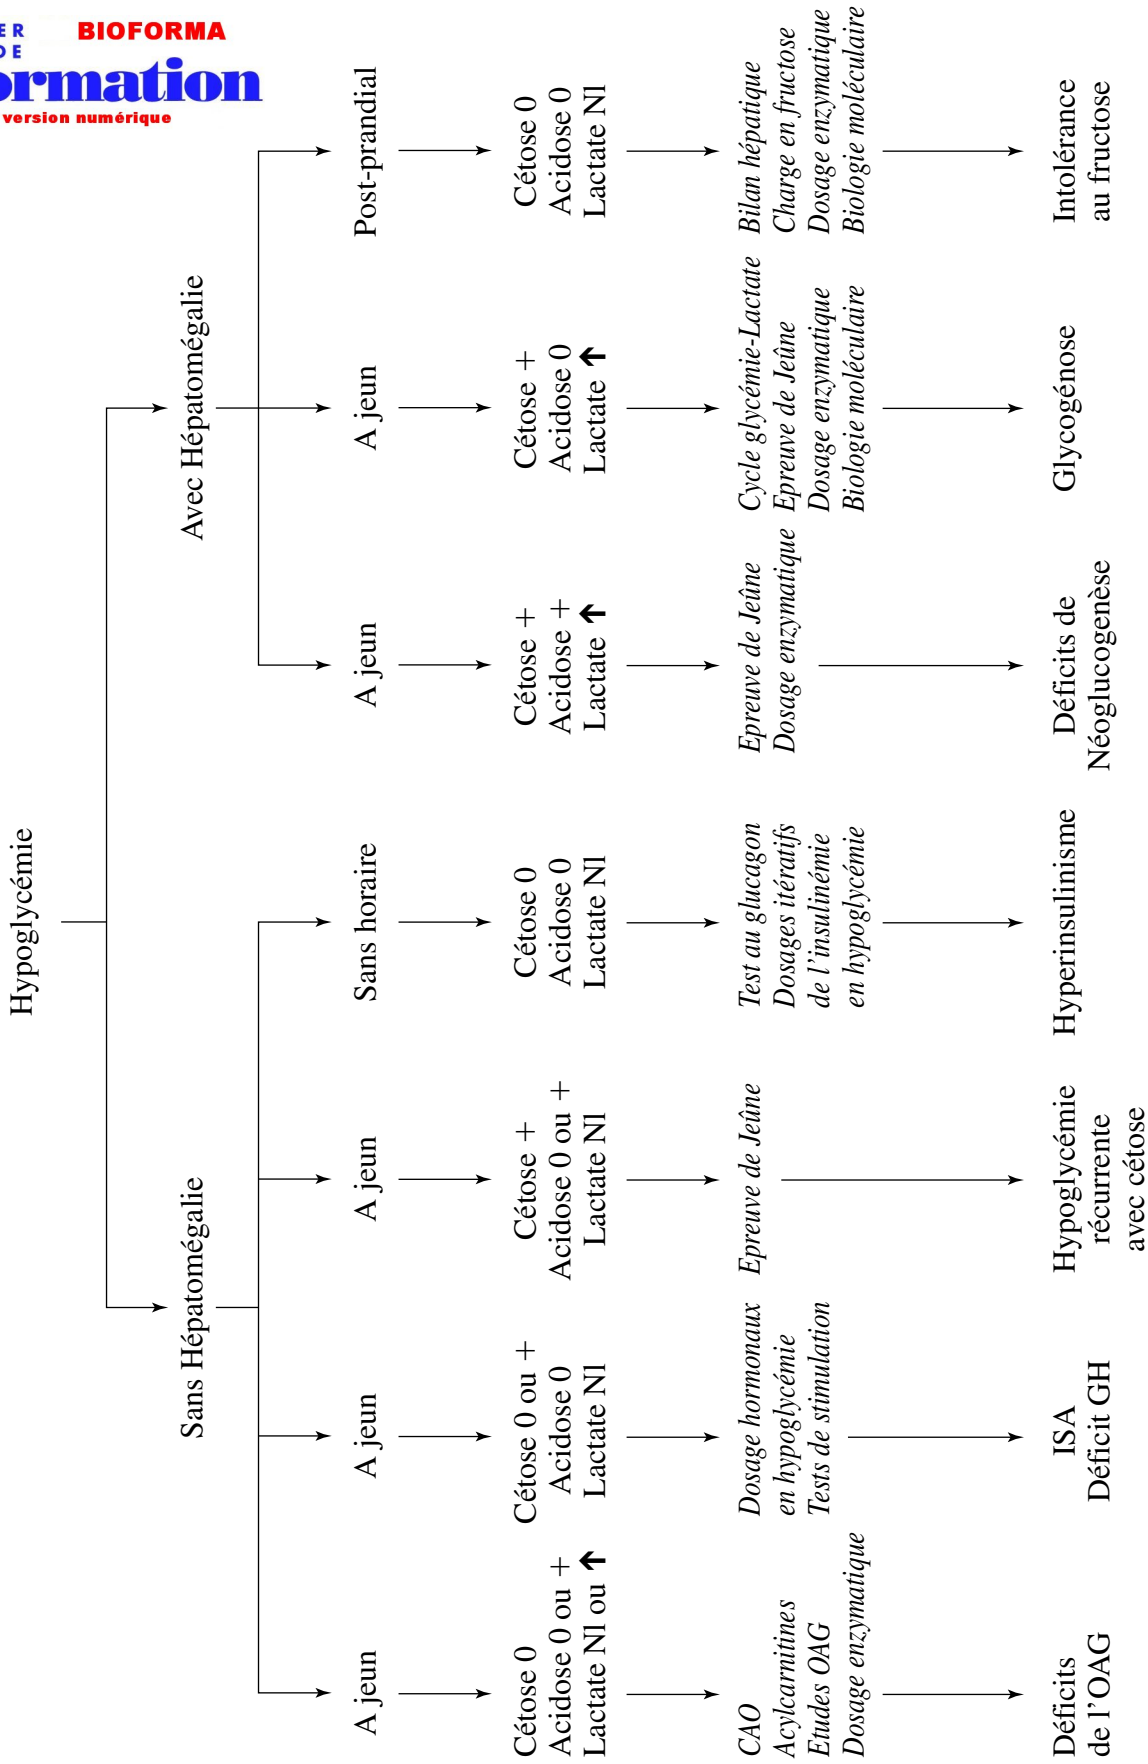 ER
DE
BIOFORMA
ormation
version numérique
Hypoglycémie
Sans Hépatomégalie
Avec Hépatomégalie
A jeun
A jeun
A jeun
Sans horaire
A jeun
A jeun
Post-prandial
Cétose 0
Acidose 0 ou +
Lactate Nl ou ↑
Cétose 0 ou +
Acidose 0
Lactate Nl
Cétose +
Acidose 0 ou +
Lactate Nl
Cétose 0
Acidose 0
Lactate Nl
Cétose +
Acidose +
Lactate ↑
Cétose +
Acidose 0
Lactate ↑
Cétose 0
Acidose 0
Lactate Nl
CAO
Acylcarnitines
Etudes OAG
Dosage enzymatique
Dosage hormonaux
en hypoglycémie
Tests de stimulation
Epreuve de Jeûne
Test au glucagon
Dosages itératifs
de l'insulinémie
en hypoglycémie
Epreuve de Jeûne
Dosage enzymatique
Cycle glycémie-Lactate
Epreuve de Jeûne
Dosage enzymatique
Biologie moléculaire
Bilan hépatique
Charge en fructose
Dosage enzymatique
Biologie moléculaire
Déficits
de l'OAG
ISA
Déficit GH
Hypoglycémie
récurrente
avec cétose
Hyperinsulinisme
Déficits de
Néoglucogenèse
Glycogénose
Intolérance
au fructose